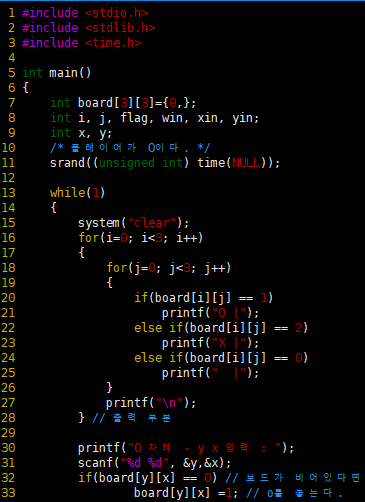 1 #include <stdio.h>
2 #include <stdlib.h>
3 #include <time.h>
4
5 int main()
6 {
7     int board[3][3]={0,};
8     int i, j, flag, win, xin, yin;
9     int x, y;
10     /* 플레이어가 O이다. */
11     srand((unsigned int) time(NULL));
12
13     while(1)
14     {
15         system("clear");
16         for(i=0; i<3; i++)
17         {
18             for(j=0; j<3; j++)
19             {
20                 if(board[i][j] == 1)
21                     printf("O |");
22                 else if(board[i][j] == 2)
23                     printf("X |");
24                 else if(board[i][j] == 0)
25                     printf("  |");
26             }
27             printf("\n");
28         } // 출력 부분
29
30         printf("O 차례 - y x 입력 : ");
31         scanf("%d %d", &y,&x);
32         if(board[y][x] == 0) // 보드가 비어있다면
33                 board[y][x] =1; // o를 놓는다.